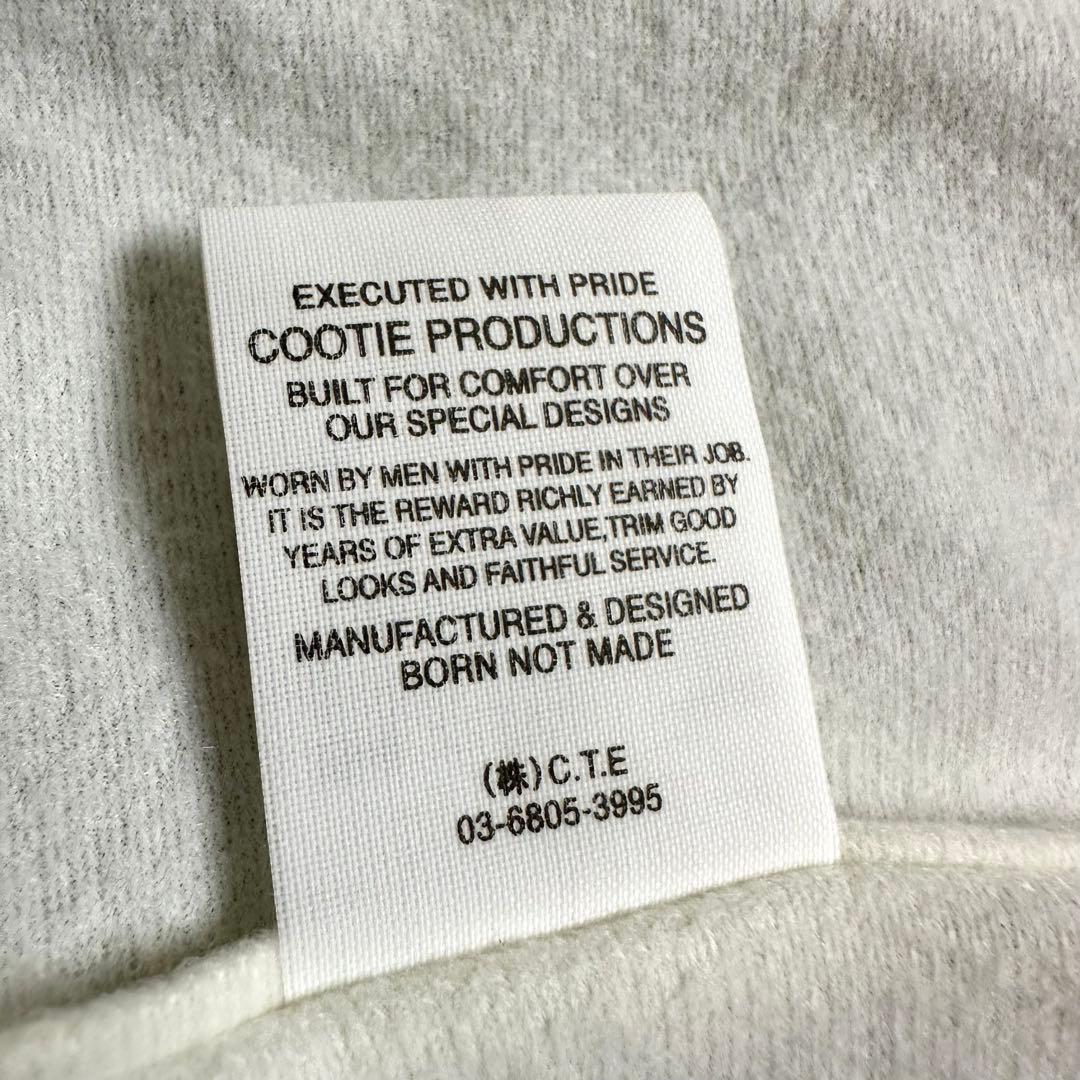 EXECUTED WITH PRIDE
COOTIE PRODUCTIONS
BUILT FOR COMFORT OVER
OUR SPECIAL DESIGNS
WORN BY MEN WITH PRIDE IN THEIR JOB.
IT IS THE REWARD RICHLY EARNED BY
YEARS OF EXTRA VALUE,TRIM GOOD
LOOKS AND FAITHFUL SERVICE.
MANUFACTURED & DESIGNED
BORN NOT MADE
(株)C.T.E
03-6805-3995